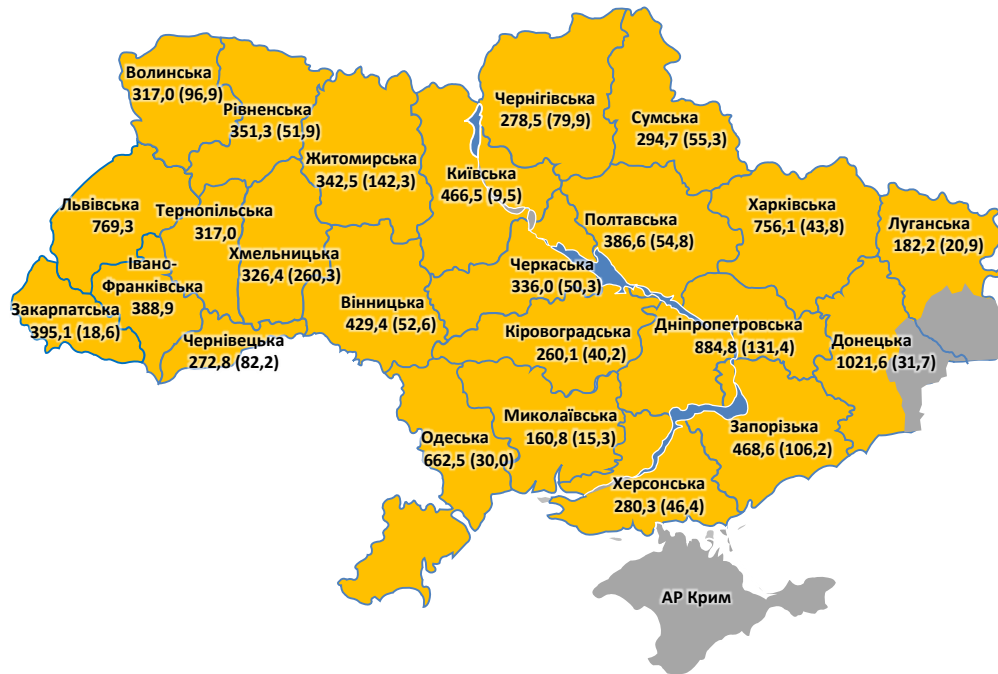 Волинська
317,0 (96,9)
Рівненська
351,3 (51,9)
Житомирська
342,5 (142,3)
Київська
466,5 (9,5)
Чернігівська
278,5 (79,9)
Сумська
294,7 (55,3)
Львівська
769,3
Тернопільська
317,0
Хмельницька
326,4 (260,3)
Івано-
Франківська
388,9
Закарпатська
395,1 (18,6)
Чернівецька
272,8 (82,2)
Вінницька
429,4 (52,6)
Черкаська
336,0 (50,3)
Полтавська
386,6 (54,8)
Харківська
756,1 (43,8)
Луганська
182,2 (20,9)
Кіровоградська
260,1 (40,2)
Дніпропетровська
884,8 (131,4)
Донецька
1021,6 (31,7)
Одеська
662,5 (30,0)
Миколаївська
160,8 (15,3)
Запорізька
468,6 (106,2)
Херсонська
280,3 (46,4)
АР Крим